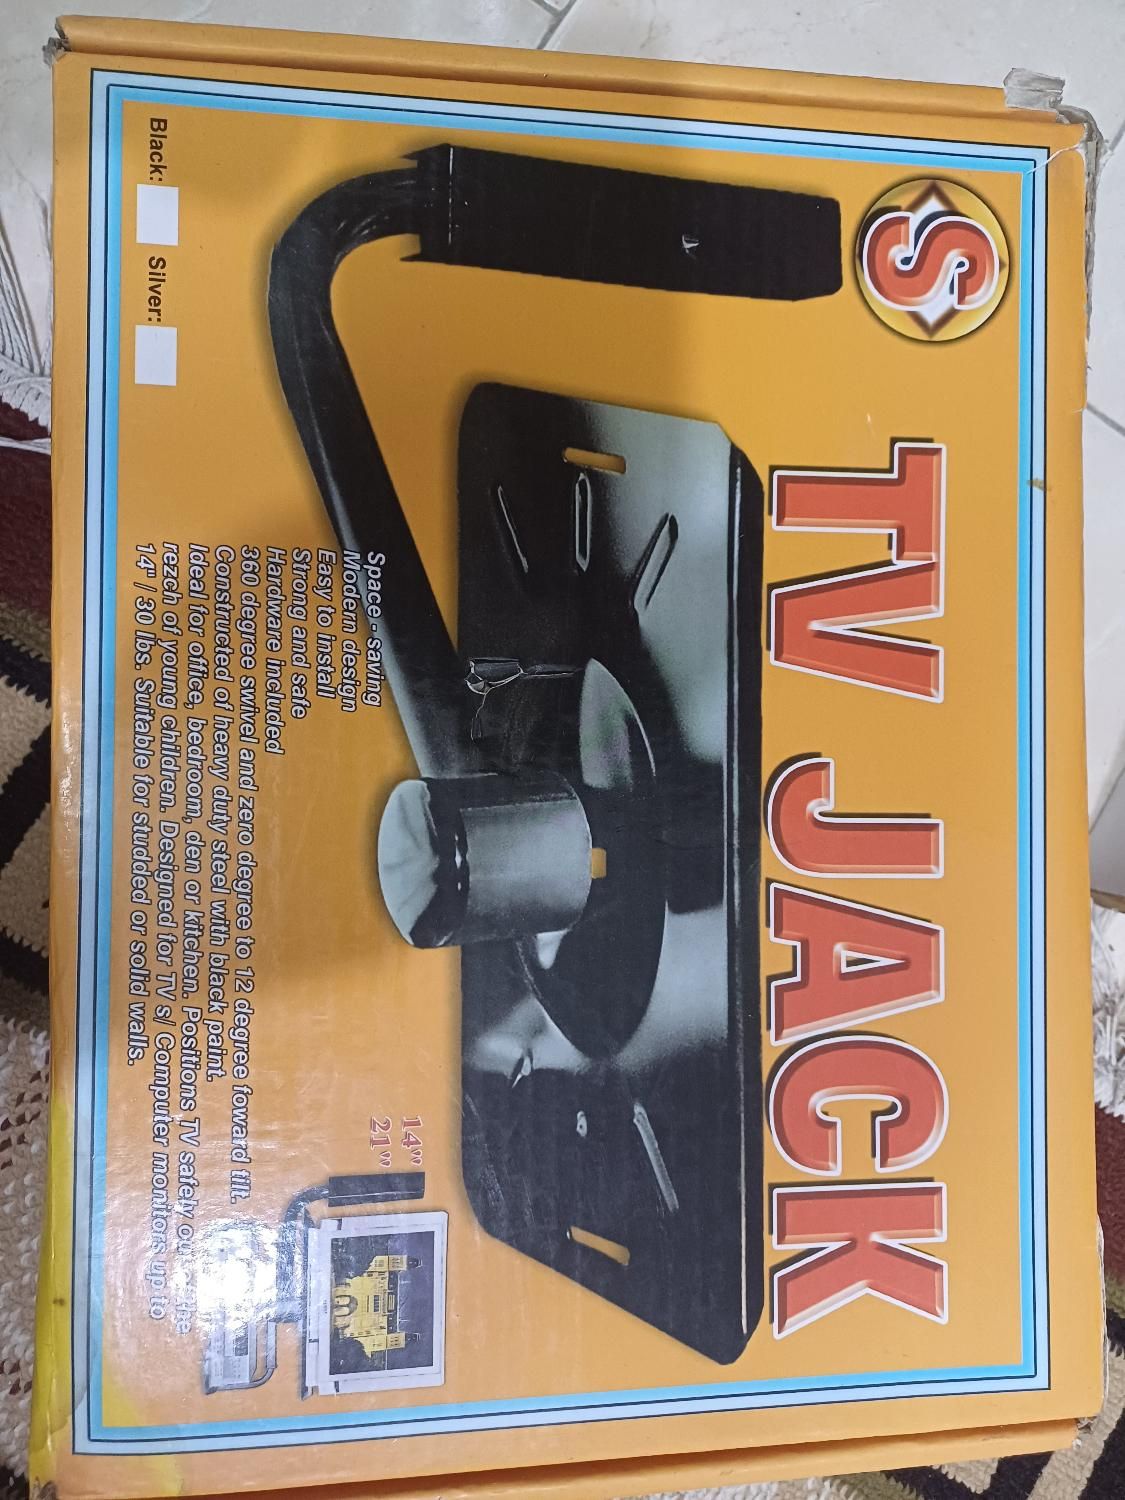 S
TV JACK
Space - saving
Modern design
Easy to install
Strong and safe
Hardware included
360 degree swivel and zero degree to 12 degree foward tilt.
Constructed of heavy duty steel with black paint.
Ideal for office, bedroom, den or kitchen. Positions TV safely out of the
rezch of young children. Designed for TV s/ Computer monitors up to
14" / 30 lbs. Suitable for studded or solid walls.
14"
21"
Black:
Silver: